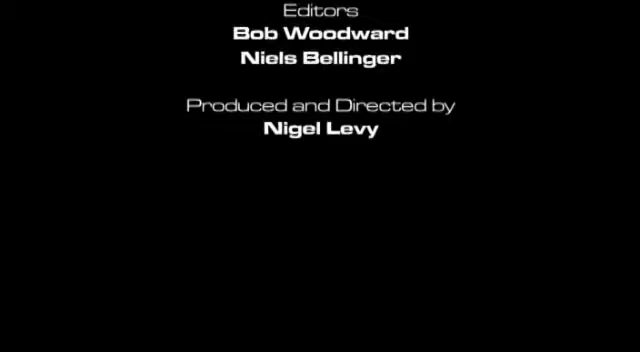 Editors
Bob Woodward
Niels Bellinger
Produced and Directed by
Nigel Levy